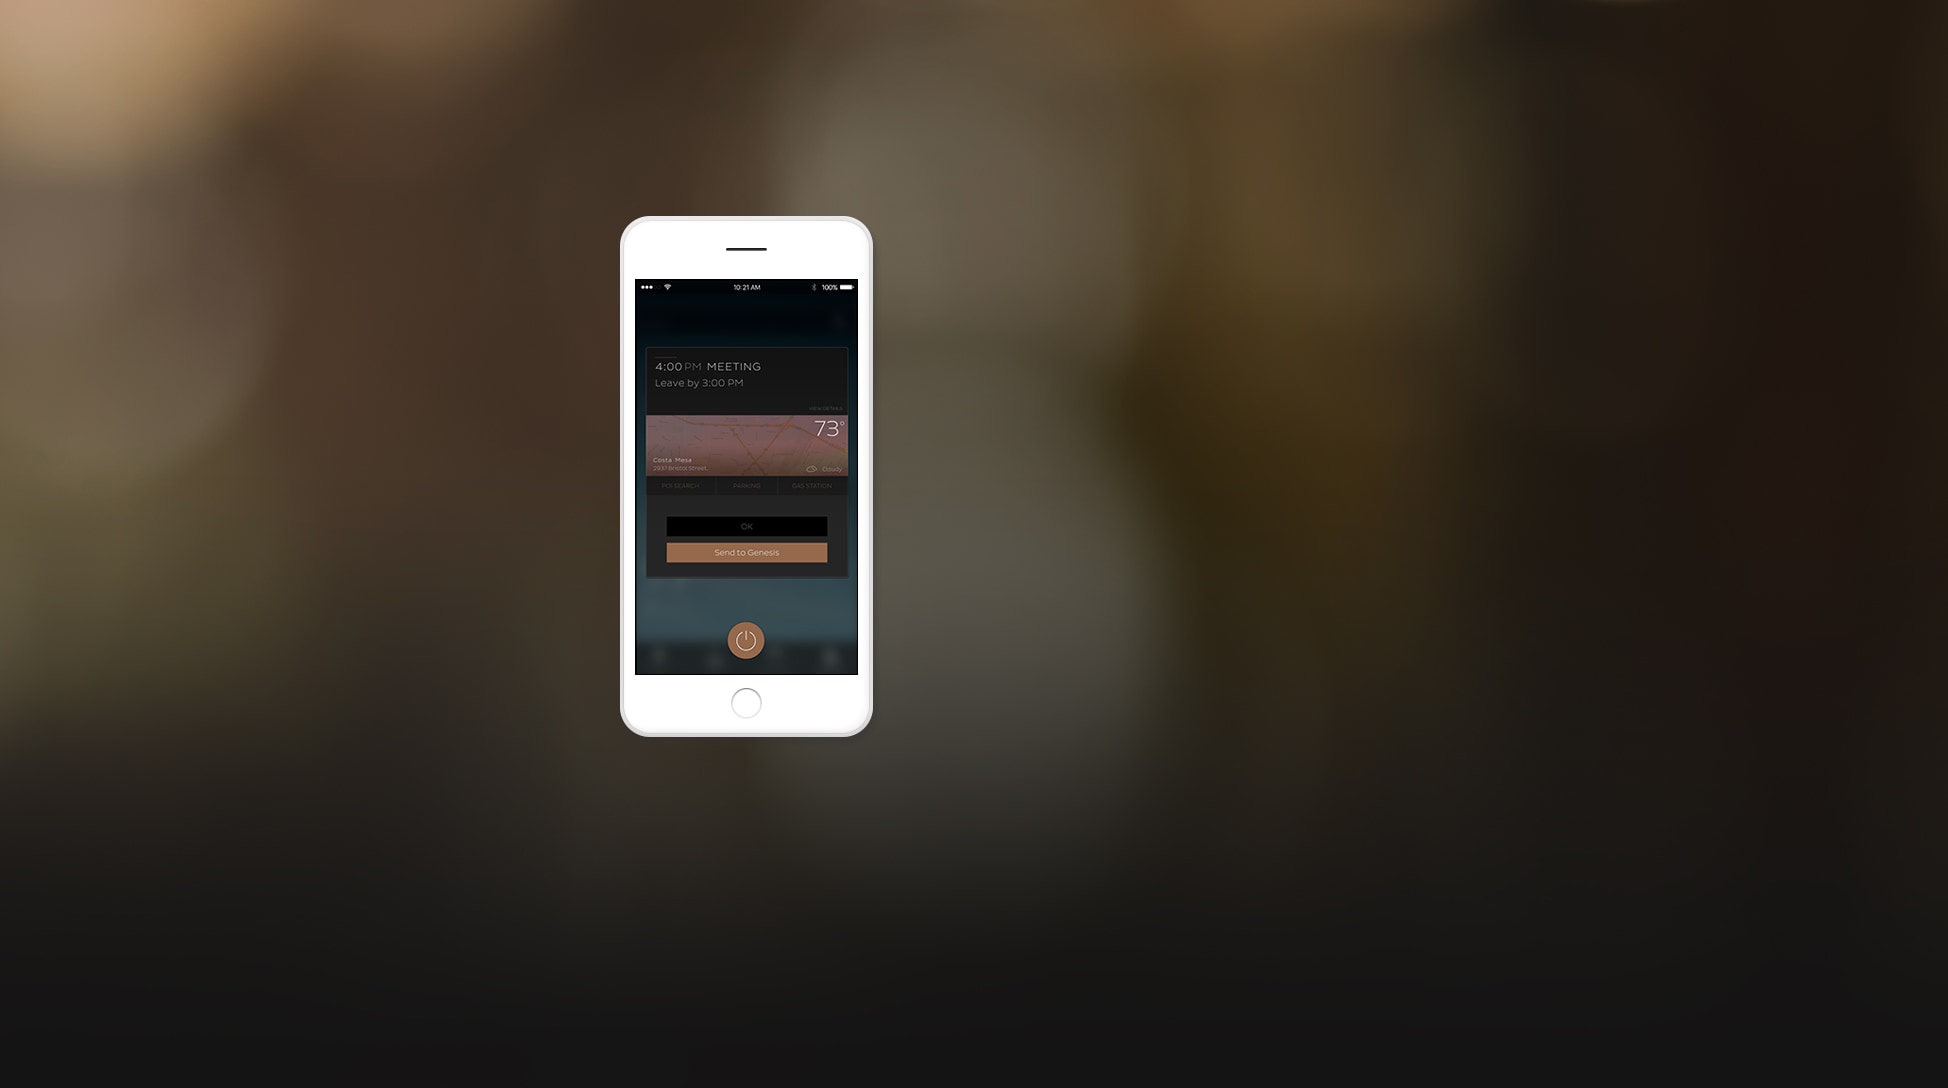 10:21 AM 100%
4:00 PM MEETING
Leave by 3:00 PM
VIEW DETAILS
73°
Costa Mesa
2937 Bristol Street
Cloudy
POI SEARCH PARKING GAS STATION
OK
Send to Genesis